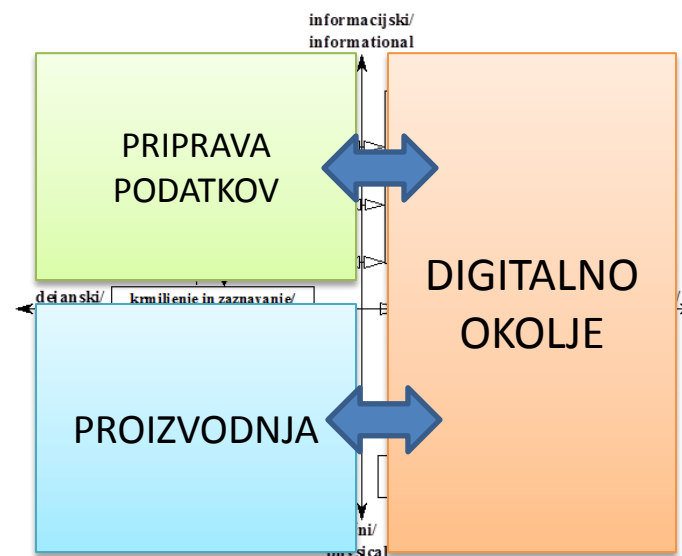 informacijski/
informational
PRIPRAVA
PODATKOV
DIGITALNO
OKOLJE
dejanski/
krmiljenje in zaznavanje/
PROIZVODNJA